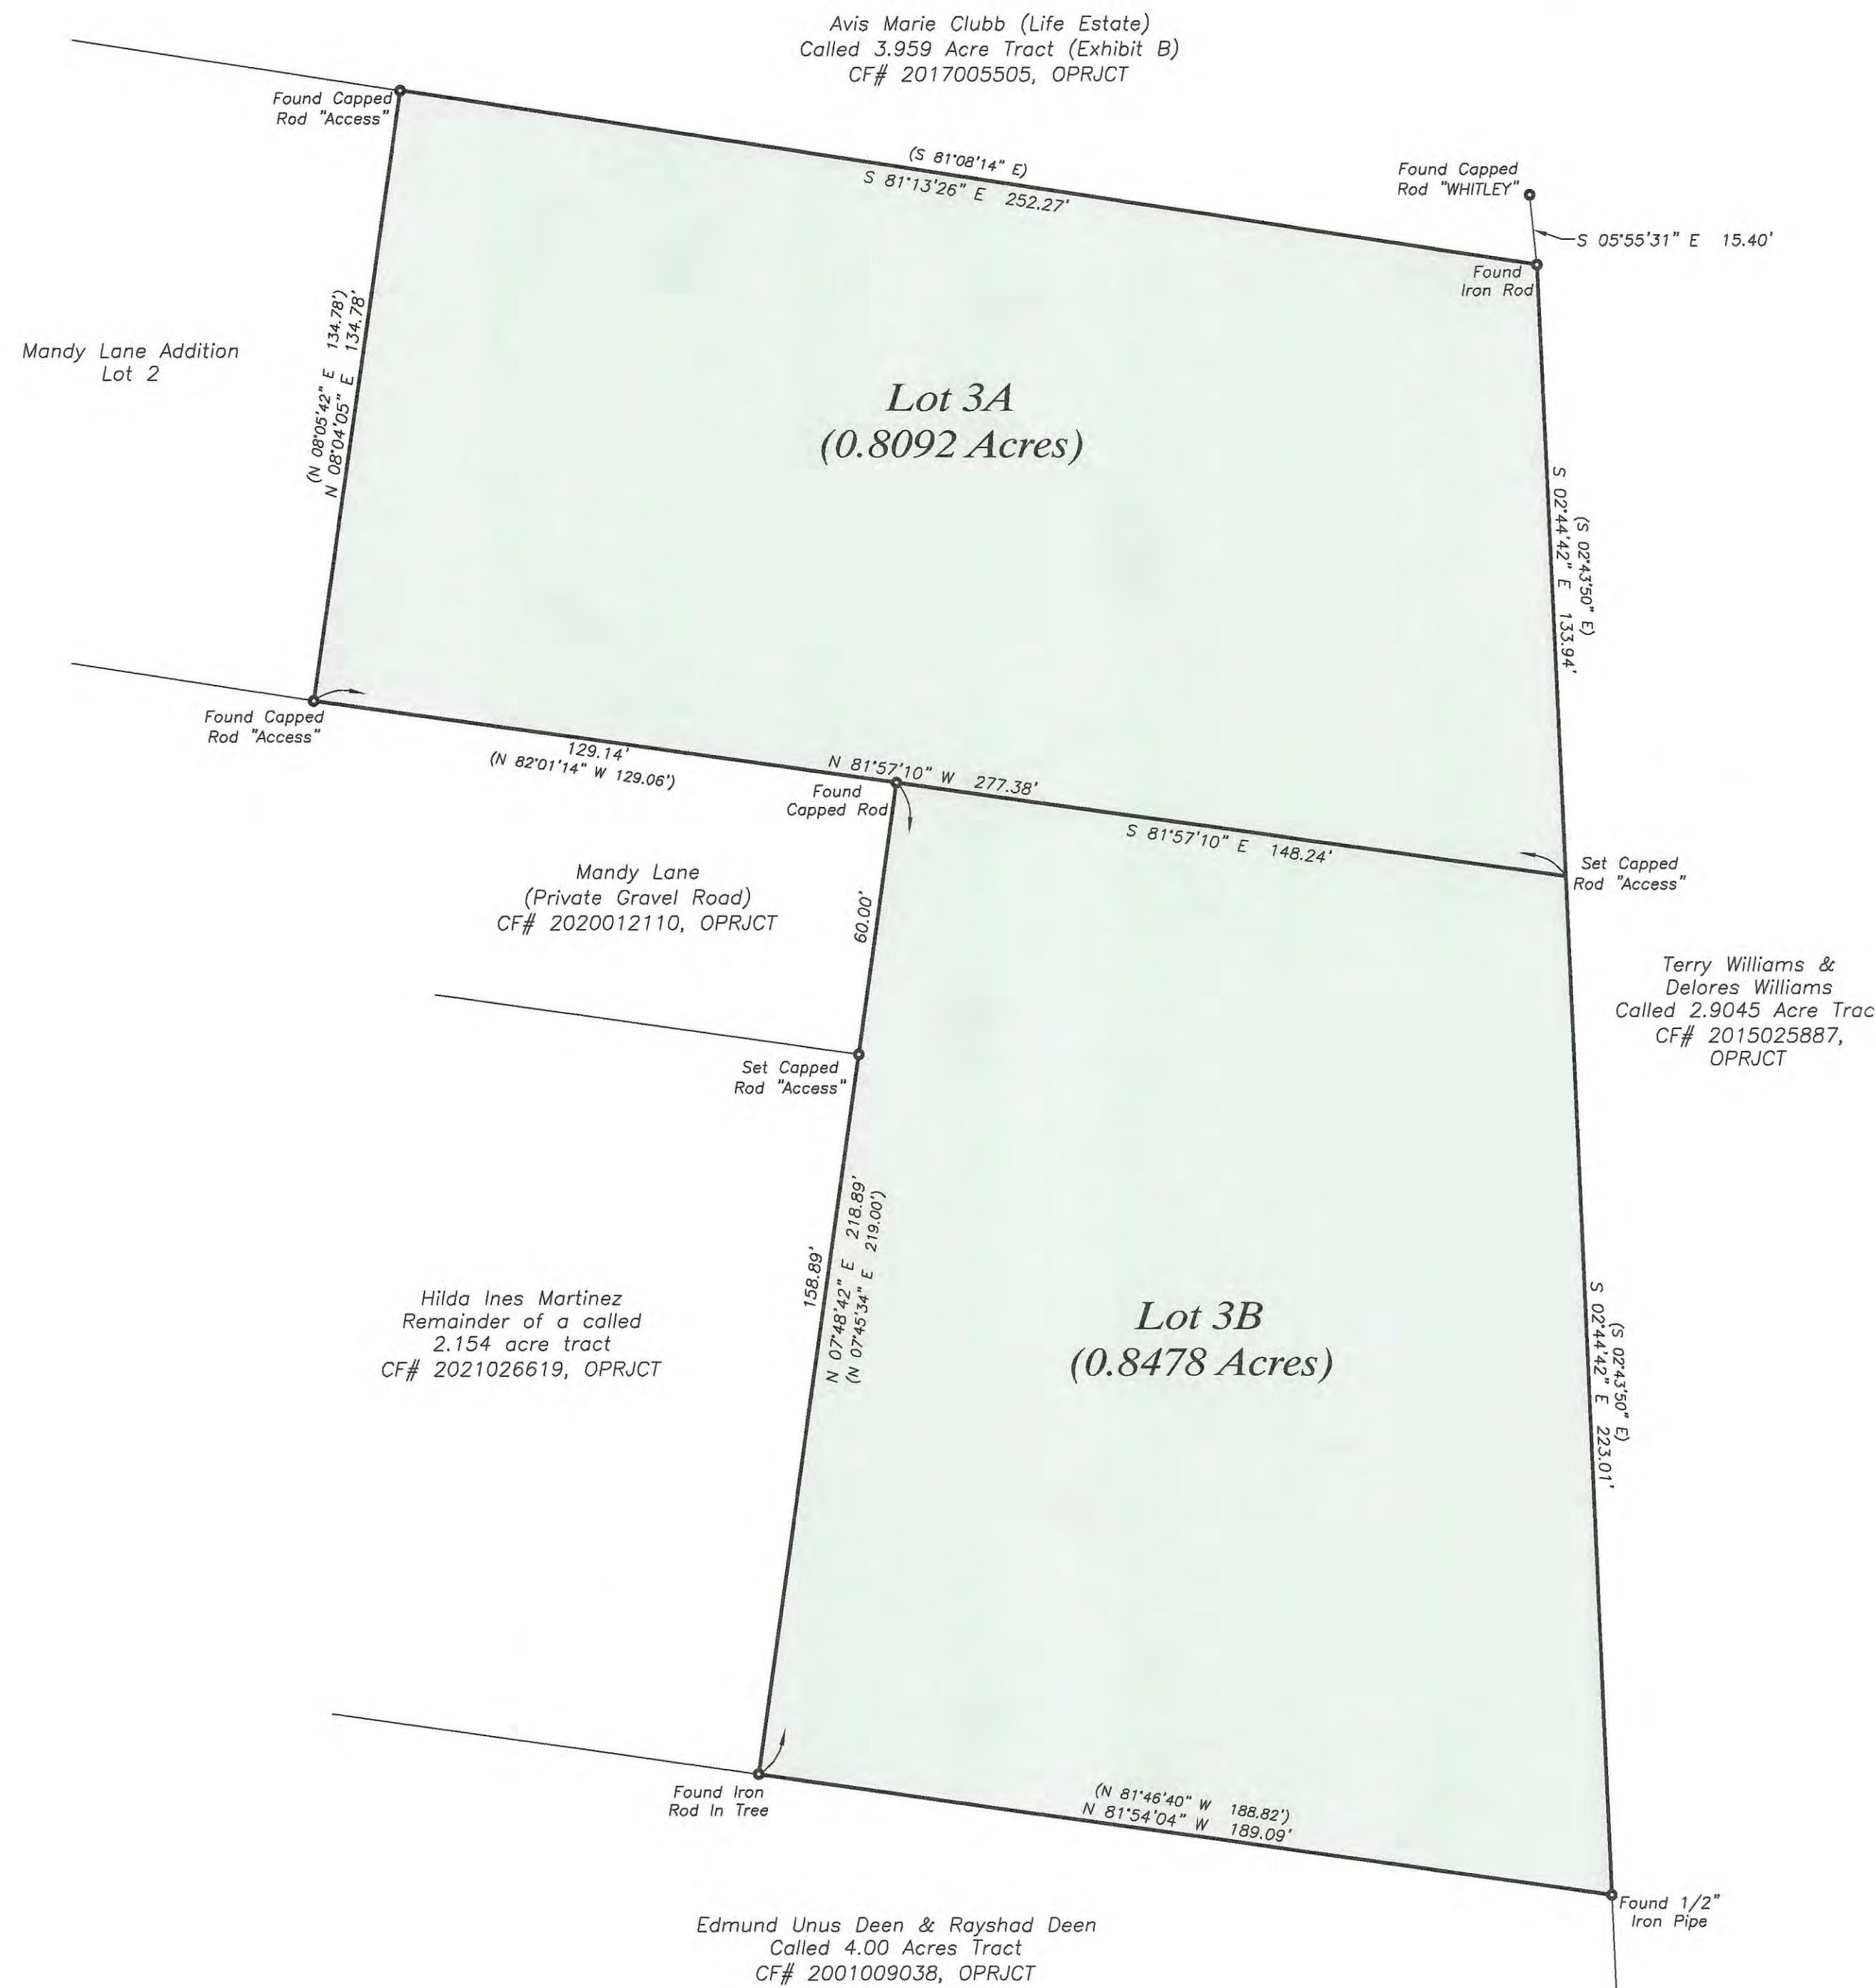 Avis Marie Clubb (Life Estate)
Called 3.959 Acre Tract (Exhibit B)
CF# 2017005505, OPRJCT
Found Capped
Rod "Access"
(S 81°08'14" E)
S 81°13'26" E 252.27'
Found Capped
Rod "WHITLEY"
S 05°55'31" E 15.40'
Found
Iron Rod
Mandy Lane Addition
Lot 2
(N 08°05'42" E 134.78')
N 08°04'05" E 134.78'
Lot 3A
(0.8092 Acres)
(S 02°43'50" E)
S 02°44'42" E 133.94'
Found Capped
Rod "Access"
129.14'
(N 82°01'14" W 129.06')
N 81°57'10" W 277.38'
Found
Capped Rod
S 81°57'10" E 148.24'
Set Capped
Rod "Access"
Mandy Lane
(Private Gravel Road)
CF# 2020012110, OPRJCT
60.00'
Terry Williams &
Delores Williams
Called 2.9045 Acre Trac
CF# 2015025887,
OPRJCT
Set Capped
Rod "Access"
158.89'
N 07°48'42" E 218.89'
(N 07°45'34" E 219.00')
Hilda Ines Martinez
Remainder of a called
2.154 acre tract
CF# 2021026619, OPRJCT
Lot 3B
(0.8478 Acres)
(S 02°43'50" E)
S 02°44'42" E 223.01'
Found Iron
Rod In Tree
(N 81°46'40" W 188.82')
N 81°54'04" W 189.09'
Found 1/2"
Iron Pipe
Edmund Unus Deen & Rayshad Deen
Called 4.00 Acres Tract
CF# 2001009038, OPRJCT